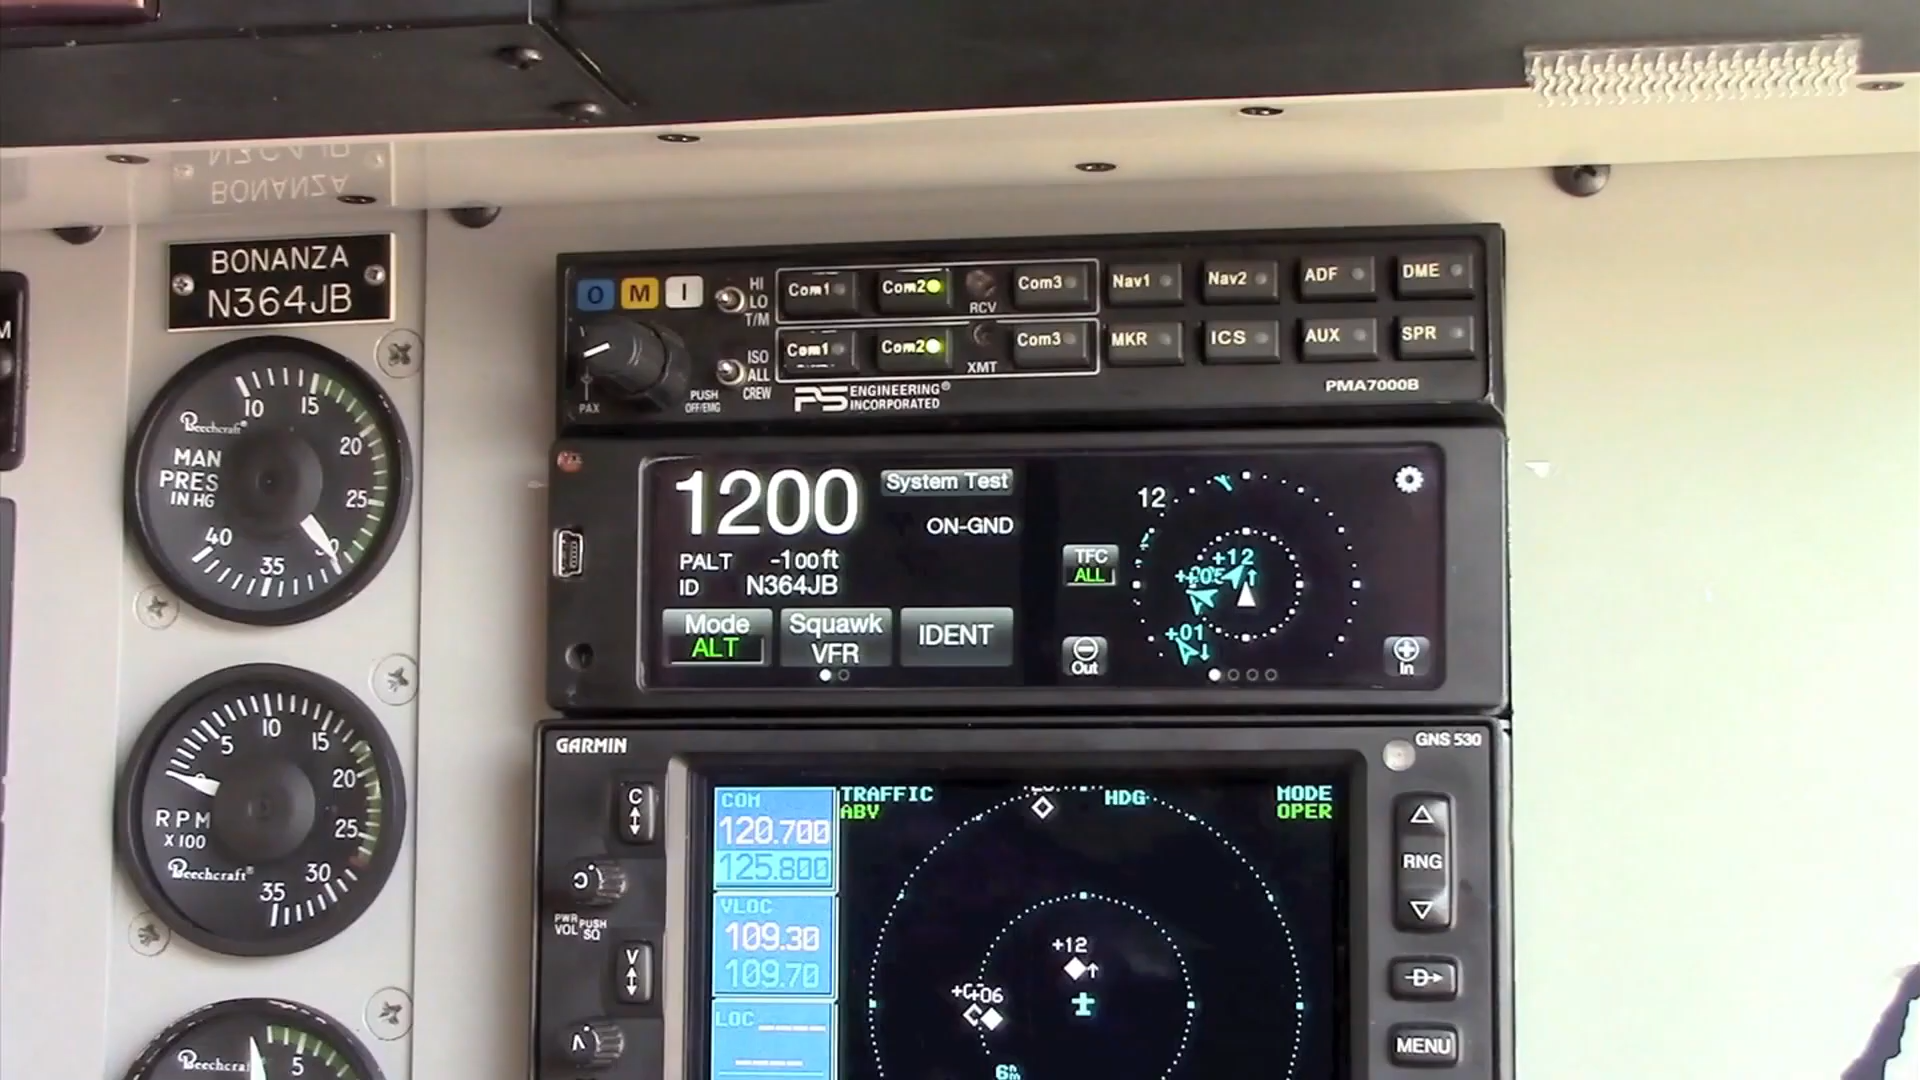 BONANZA
N364JB
10 15
20
25
30
35
40
Beechcraft
MAN
PRES
IN HG
5 10 15
20
25
30
35
0
RPM
X100
Beechcraft
Beechcraft
5
O M I
HI
LO
T/M
Com1 Com2 RCV Com3 Nav1 Nav2 ADF DME
ISO
ALL
CREW
Com1 Com2 XMT Com3 MKR ICS AUX SPR
PAX
PUSH
OFF/EMG
PS ENGINEERING®
INCORPORATED
PMA7000B
1200 System Test
ON-GND
PALT -100ft
ID N364JB
Mode
ALT
Squawk
VFR
IDENT
12
TFC
ALL
+12
+01
Out
In
GARMIN
GNS 530
C
PWR
VOL
PUSH
SQ
V
COM
120.700
125.800
VLOC
109.30
109.70
LOC
TRAFFIC
ABV
HDG
MODE
OPER
+12
+06
6nm
RNG
D
MENU